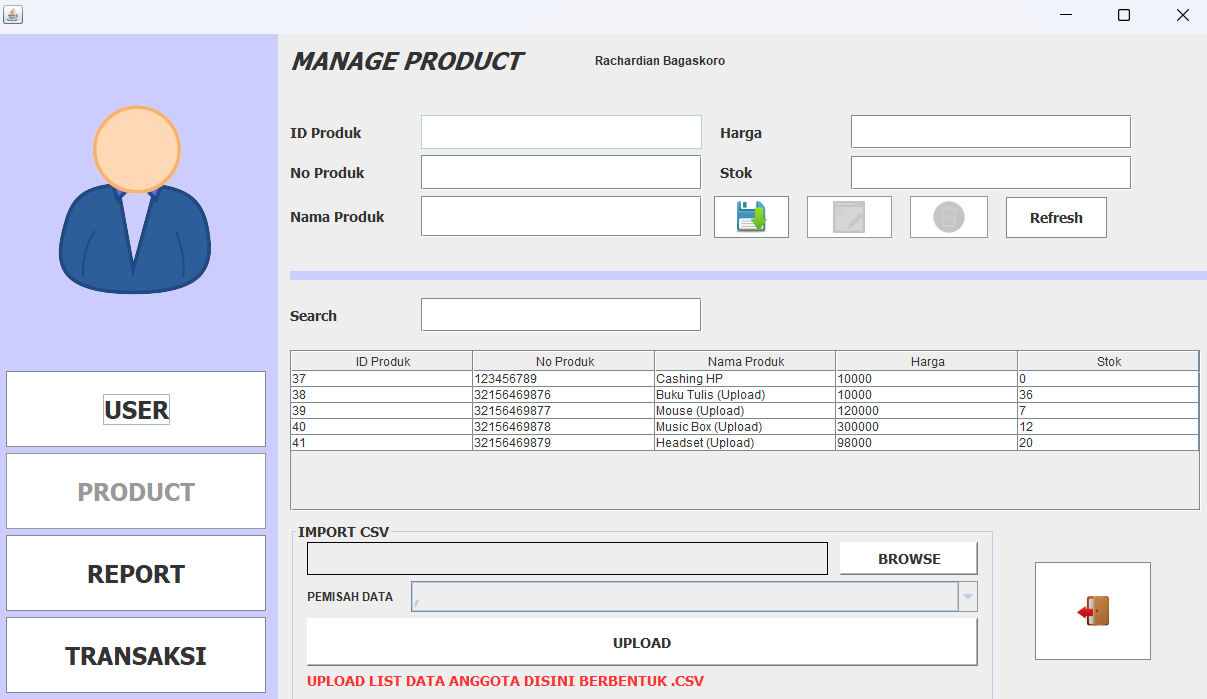 MANAGE PRODUCT Rachardian Bagaskoro
ID Produk Harga
No Produk Stok
Nama Produk Refresh
Search
ID Produk No Produk Nama Produk Harga Stok
37 123456789 Cashing HP 10000 0
38 32156469876 Buku Tulis (Upload) 10000 36
39 32156469877 Mouse (Upload) 120000 7
40 32156469878 Music Box (Upload) 300000 12
41 32156469879 Headset (Upload) 98000 20
USER
PRODUCT
REPORT
TRANSAKSI
IMPORT CSV
BROWSE
PEMISAH DATA ,
UPLOAD
UPLOAD LIST DATA ANGGOTA DISINI BERBENTUK .CSV